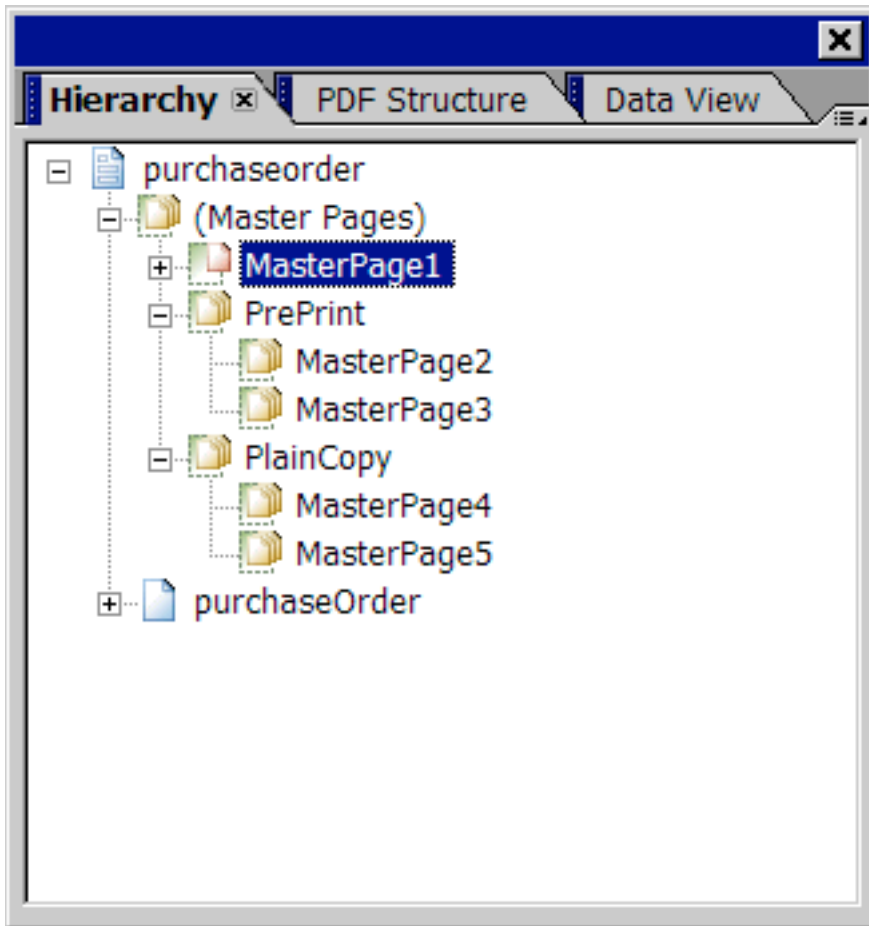 Hierarchy PDF Structure Data View
purchaseorder
(Master Pages)
MasterPage1
PrePrint
MasterPage2
MasterPage3
PlainCopy
MasterPage4
MasterPage5
purchaseOrder